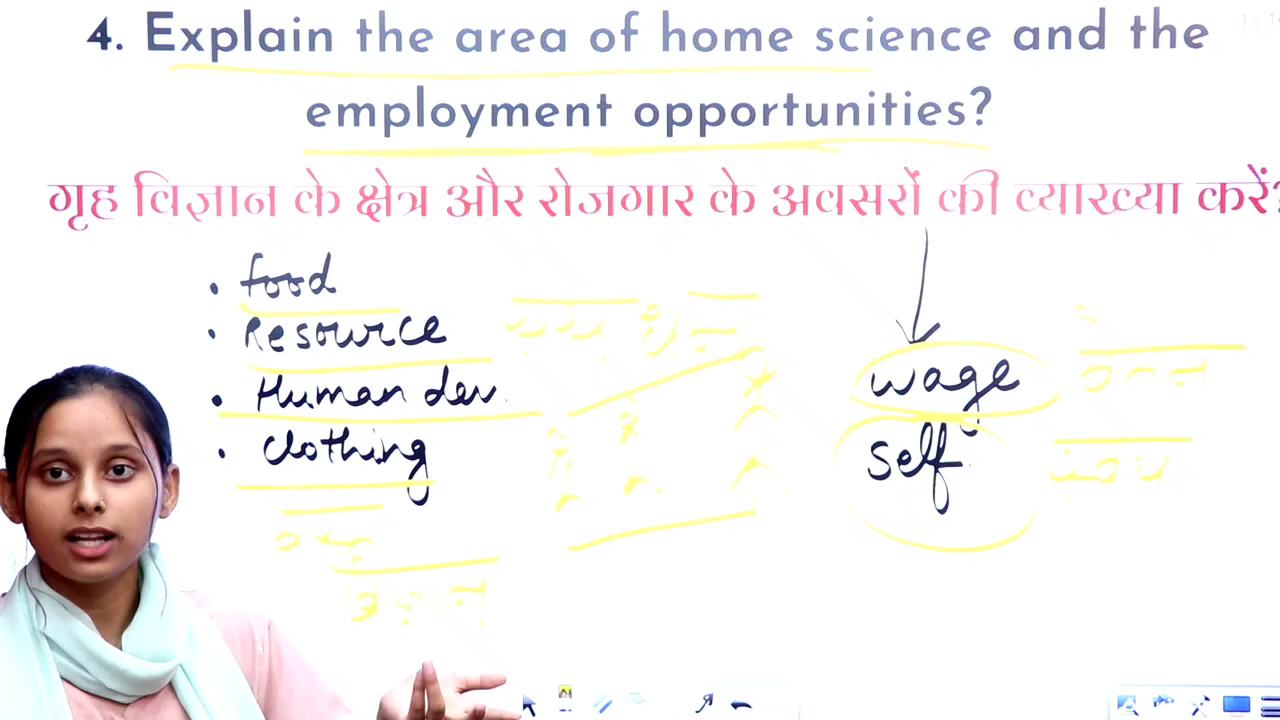 4. Explain the area of home science and the
employment opportunities?
गृह विज्ञान के क्षेत्र और रोजगार के अवसरों की व्याख्या करें?
• food
• Resource
• Human dev.
• clothing
wage
self
वेतन
विज्ञान